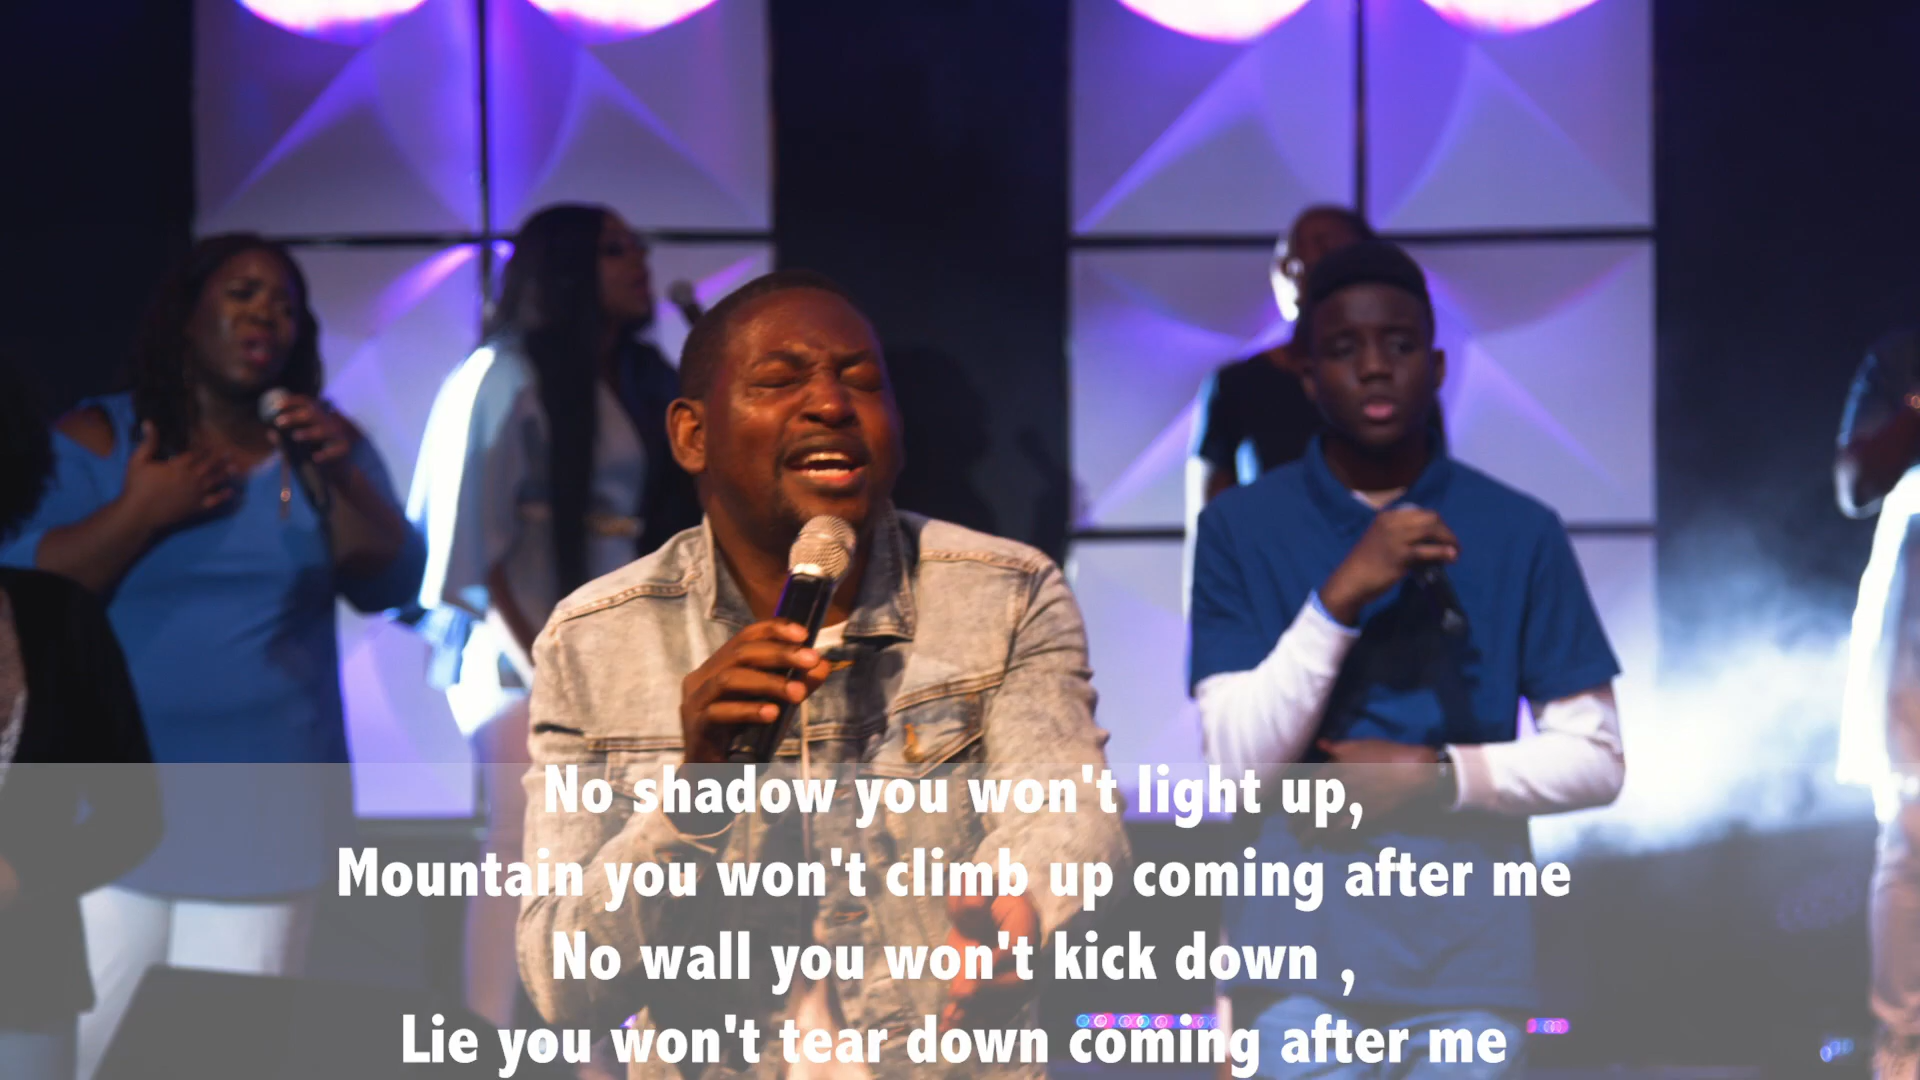 No shadow you won't light up,
Mountain you won't climb up coming after me
No wall you won't kick down ,
Lie you won't tear down coming after me